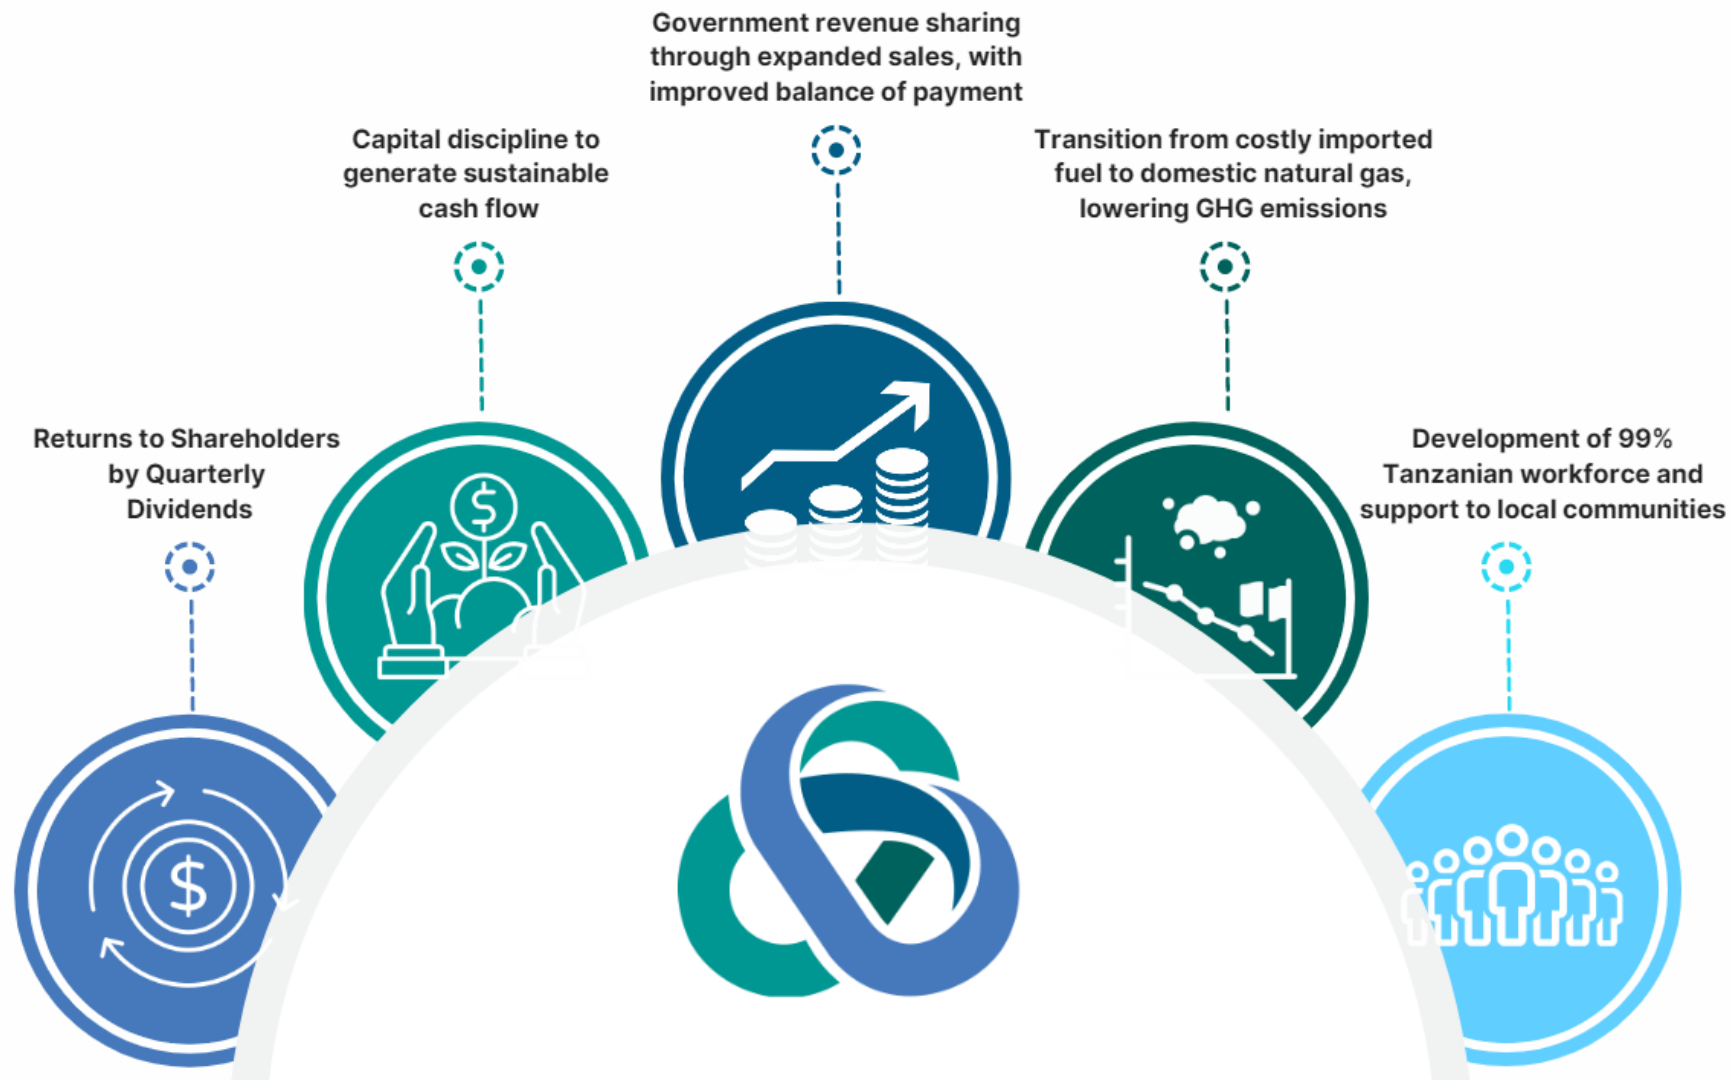 Government revenue sharing
through expanded sales, with
improved balance of payment
Capital discipline to
generate sustainable
cash flow
Transition from costly imported
fuel to domestic natural gas,
lowering GHG emissions
Returns to Shareholders
by Quarterly
Dividends
Development of 99%
Tanzanian workforce and
support to local communities
$
$